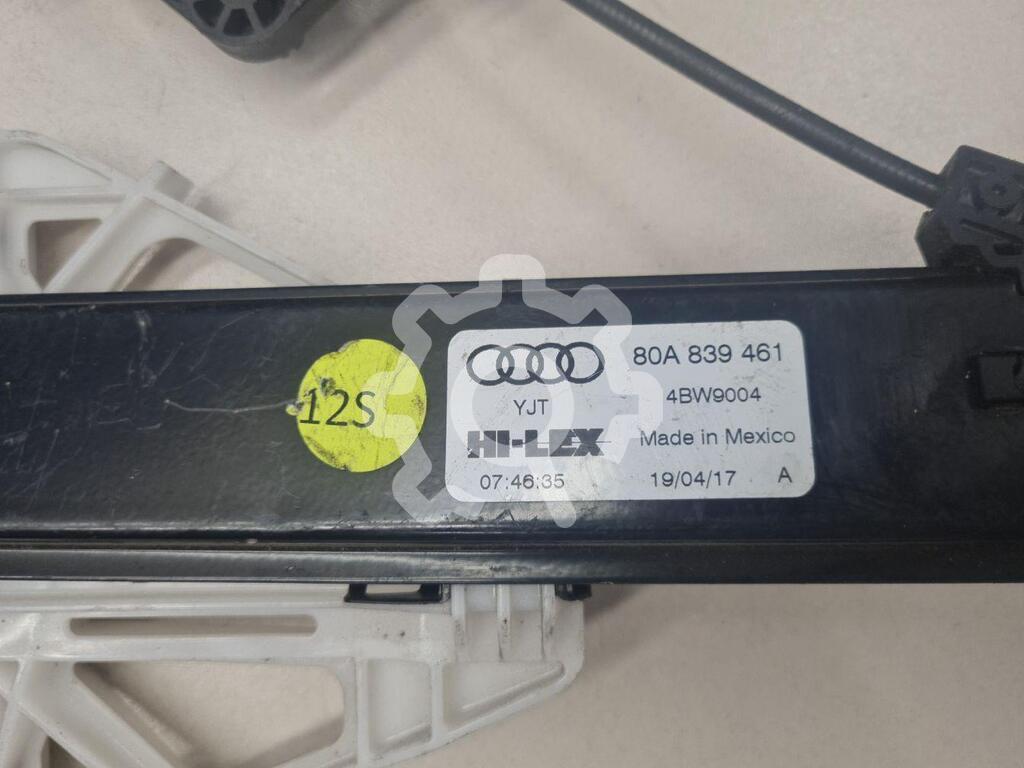 12S
80A 839 461
YJT
4BW9004
HI-LEX
Made in Mexico
07:46:35
19/04/17
A